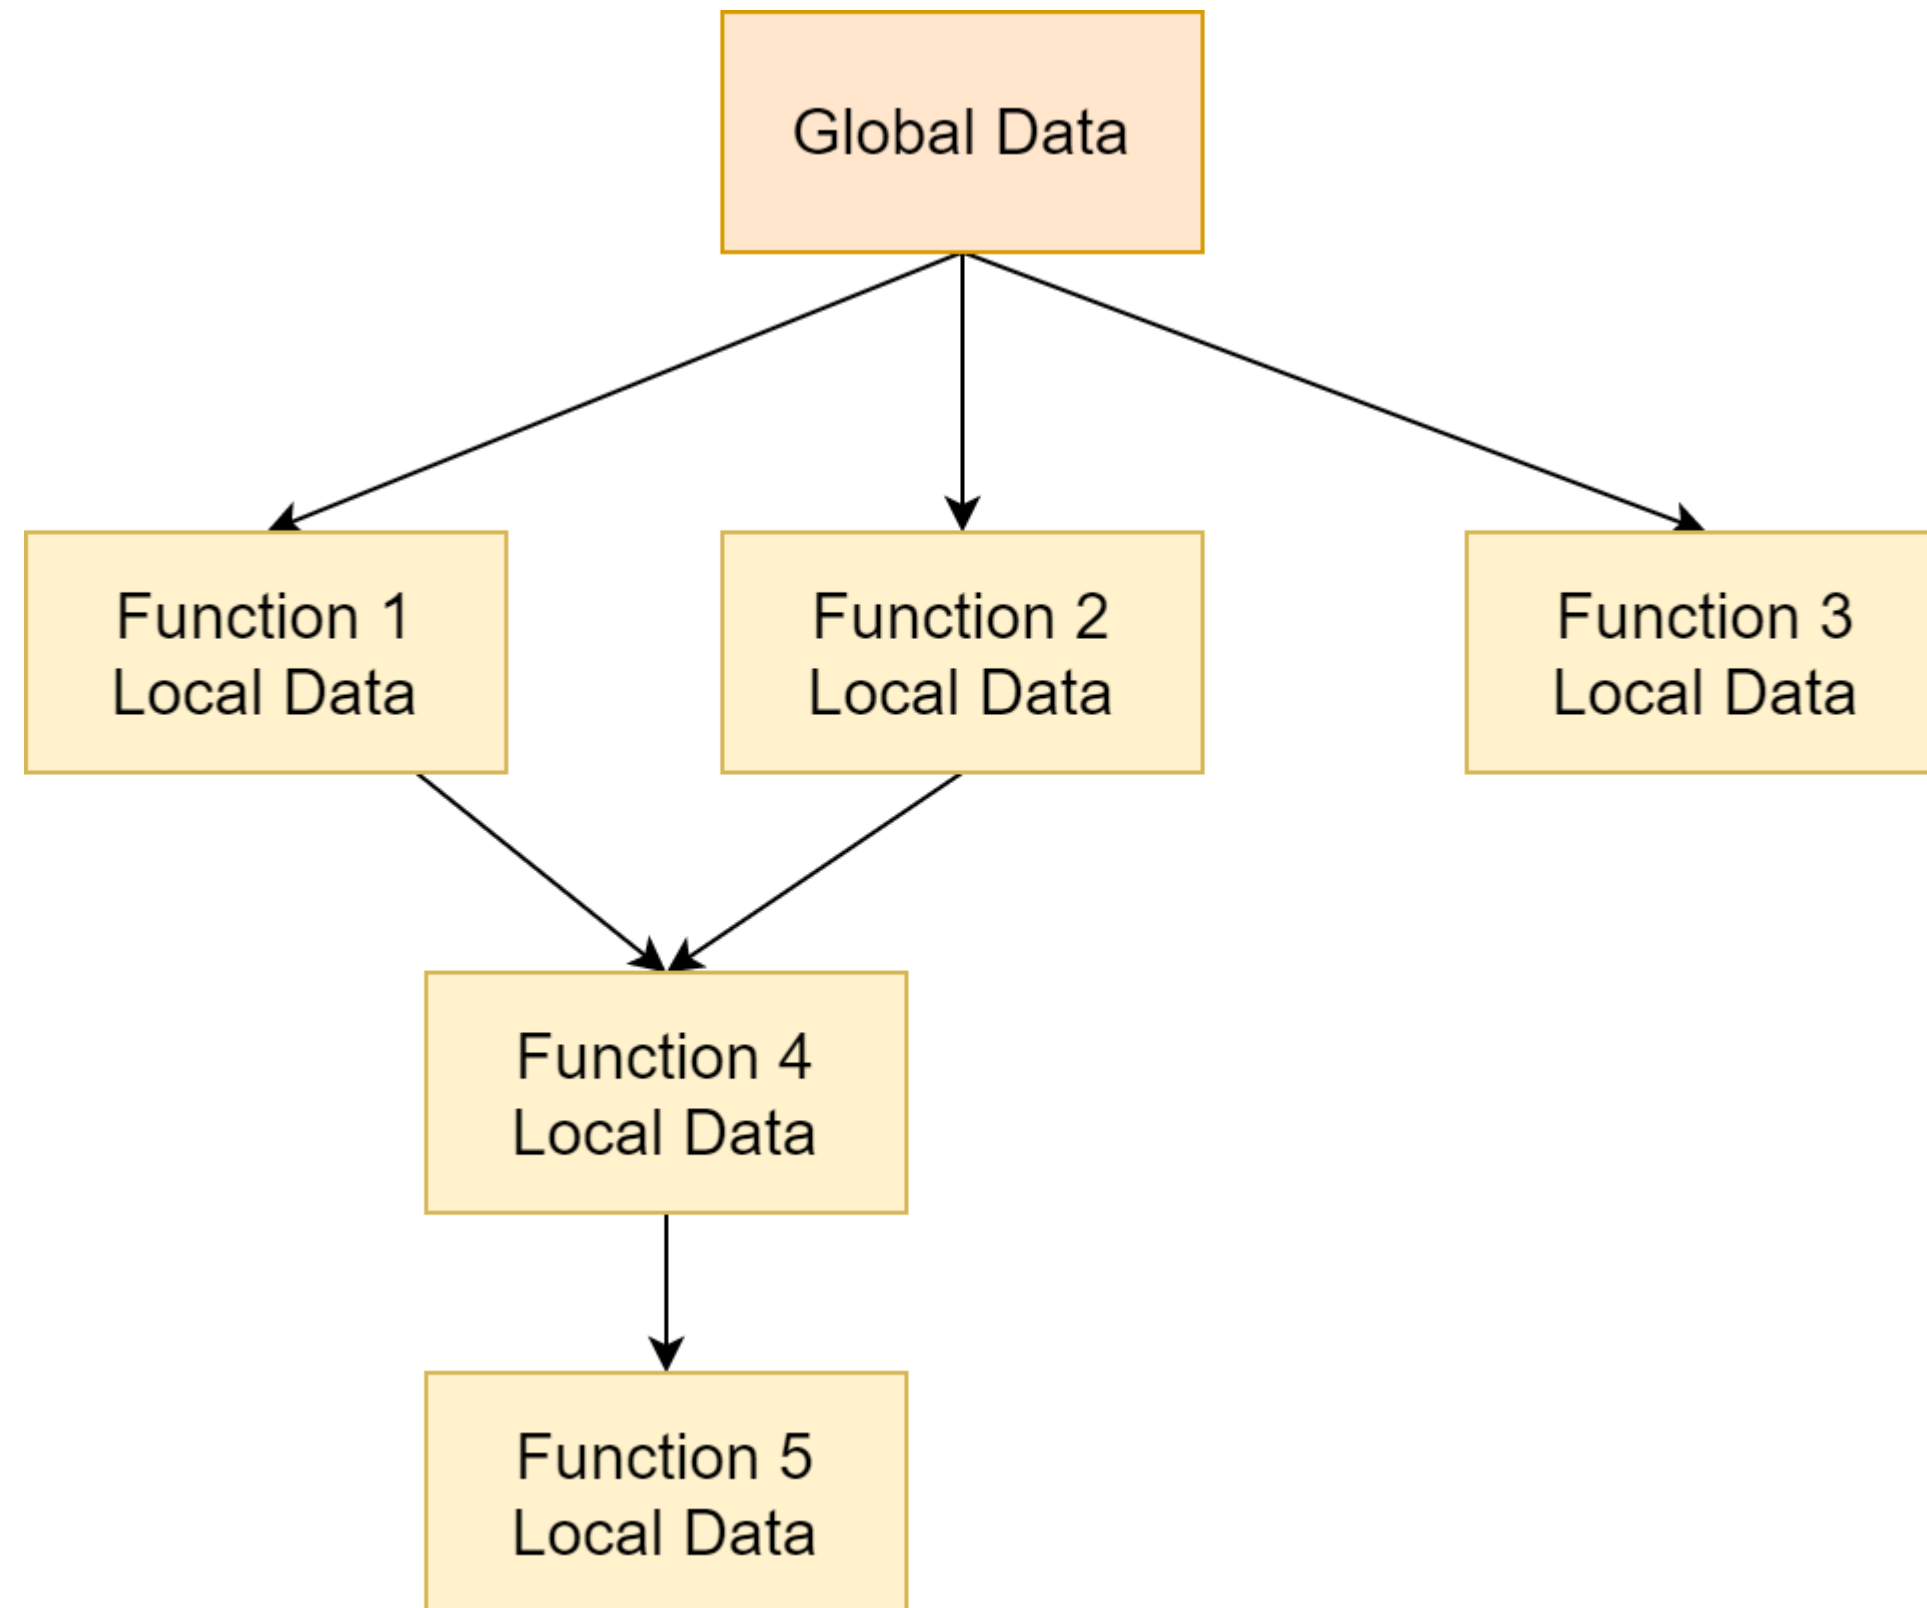 Global Data
Function 1
Local Data
Function 2
Local Data
Function 3
Local Data
Function 4
Local Data
Function 5
Local Data